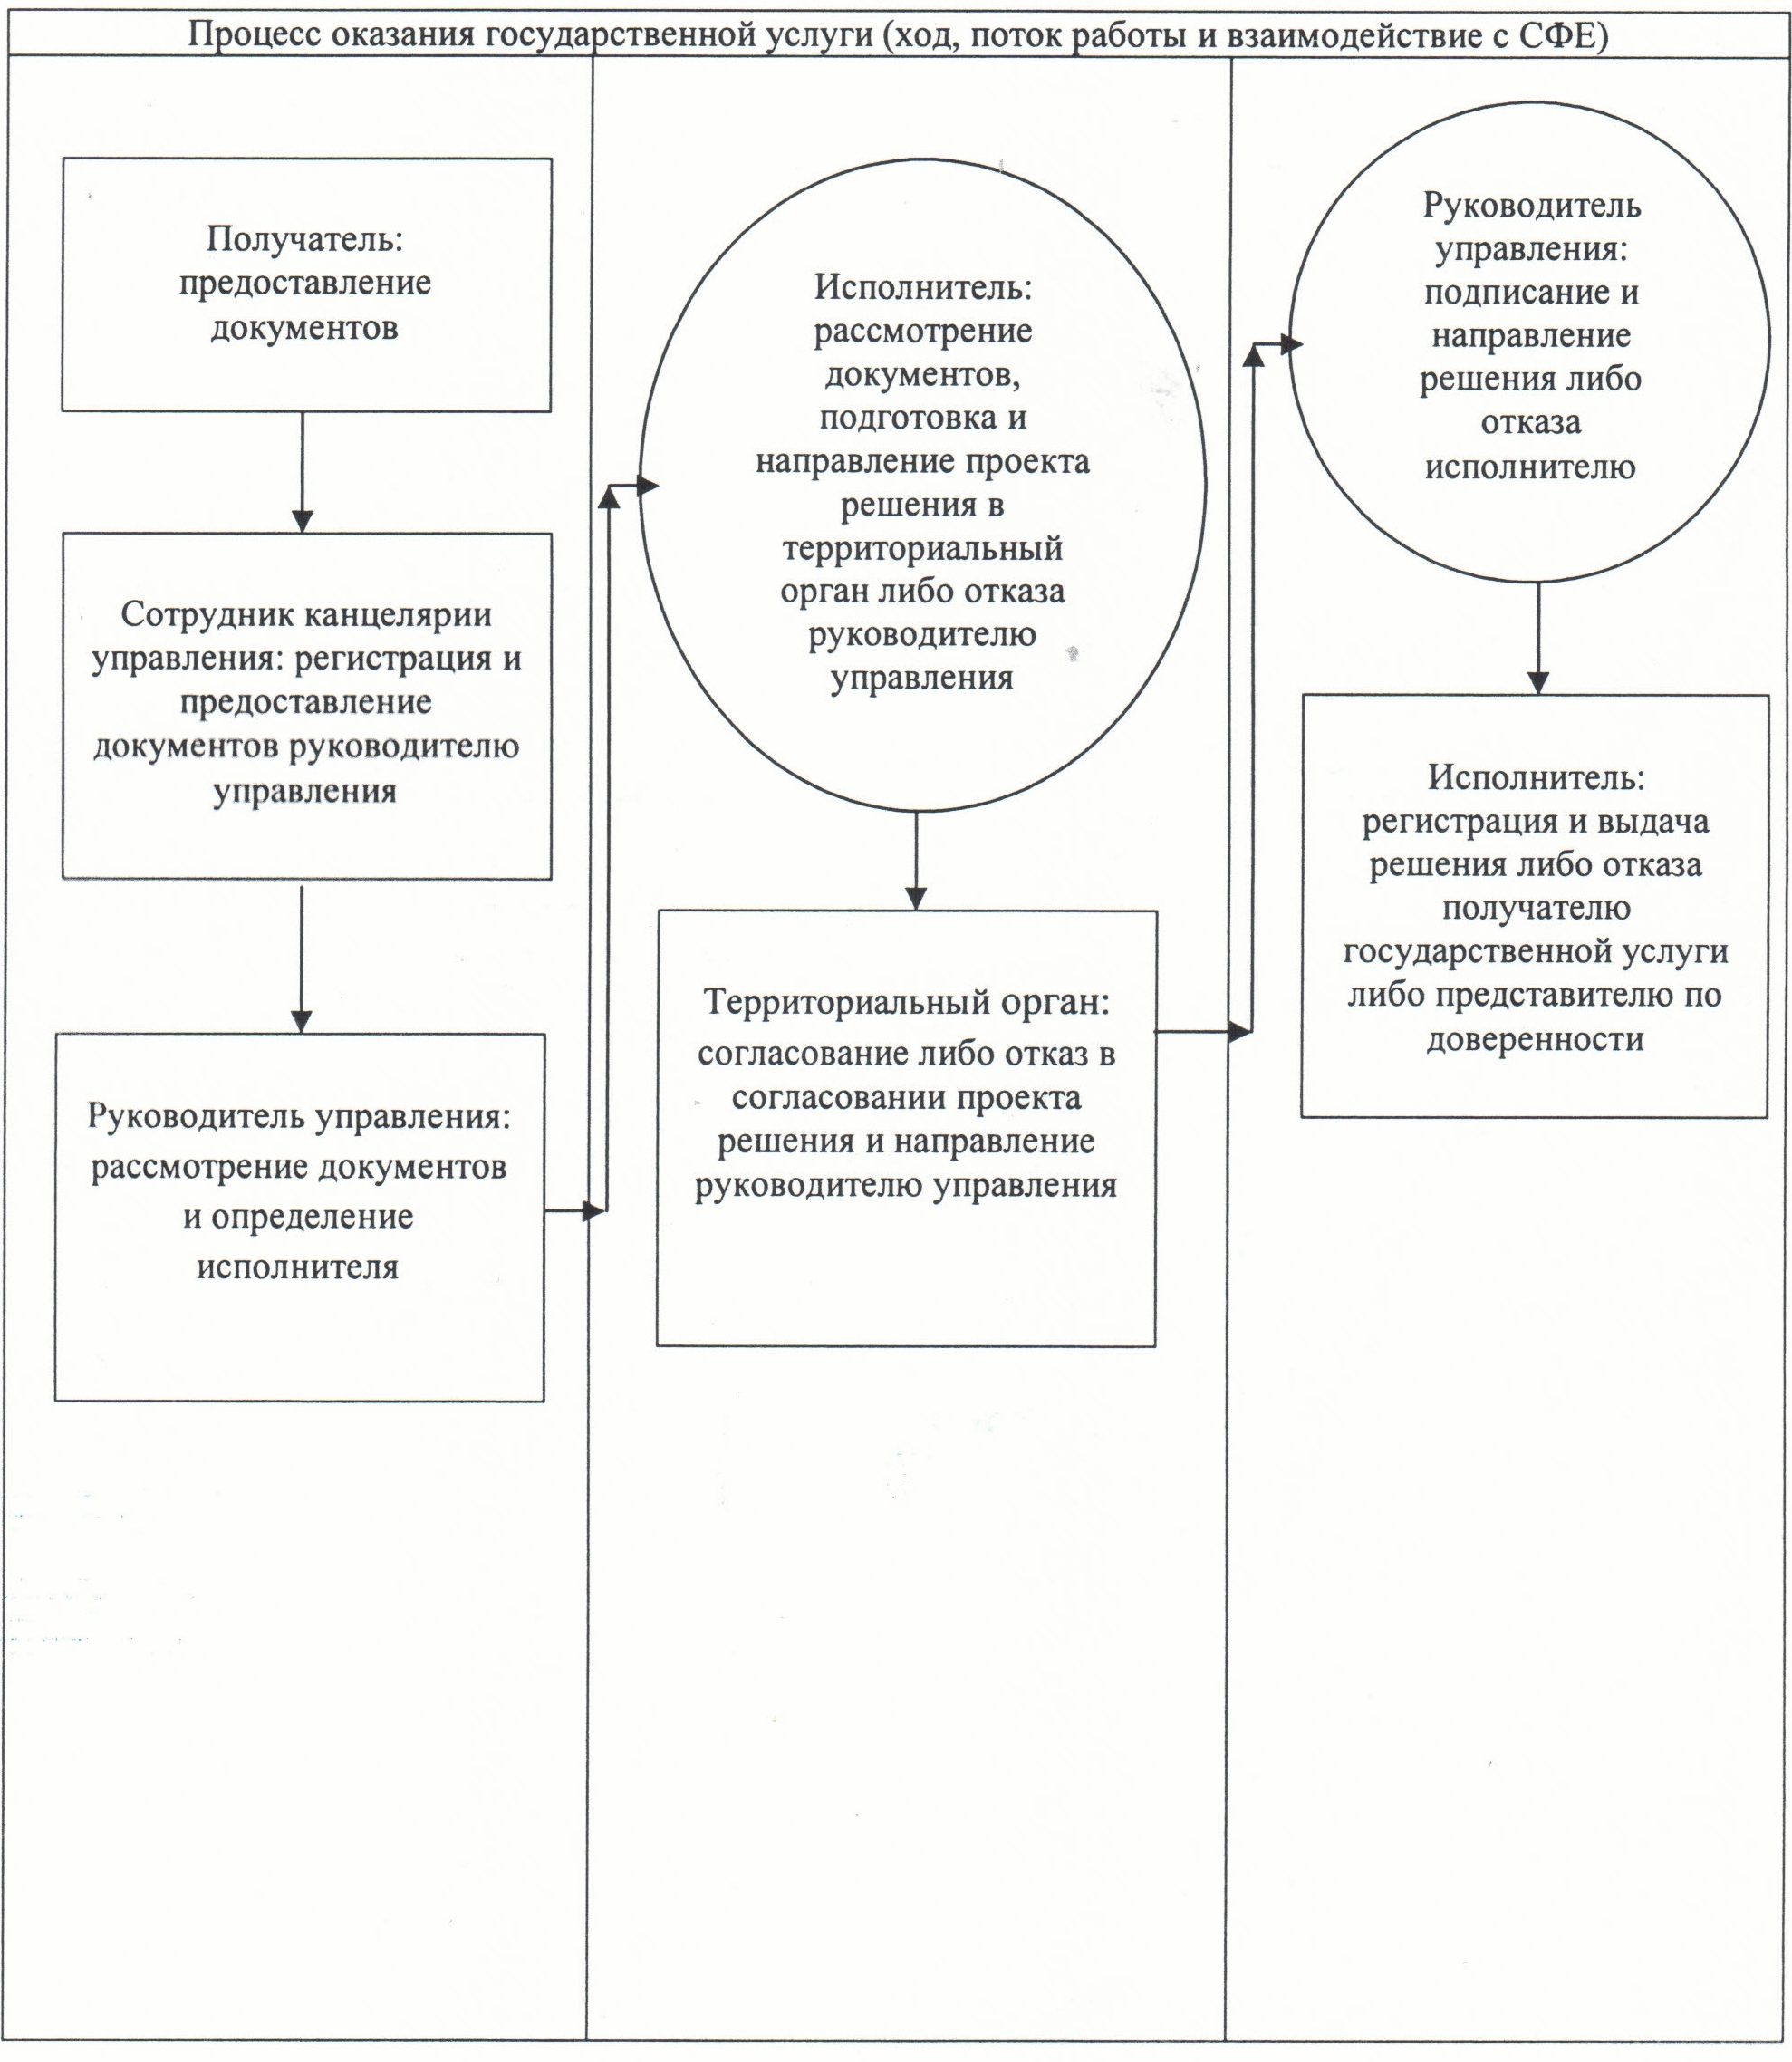 Процесс оказания государственной услуги (ход, поток работы и взаимодействие с СФЕ)
Получатель:
предоставление
документов
Сотрудник канцелярии
управления: регистрация и
предоставление
документов руководителю
управления
Руководитель управления:
рассмотрение документов
и определение
исполнителя
Исполнитель:
рассмотрение
документов,
подготовка и
направление проекта
решения в
территориальный
орган либо отказа
руководителю
управления
Территориальный орган:
согласование либо отказ в
согласовании проекта
решения и направление
руководителю управления
Руководитель
управления:
подписание и
направление
решения либо
отказа
исполнителю
Исполнитель:
регистрация и выдача
решения либо отказа
получателю
государственной услуги
либо представителю по
доверенности